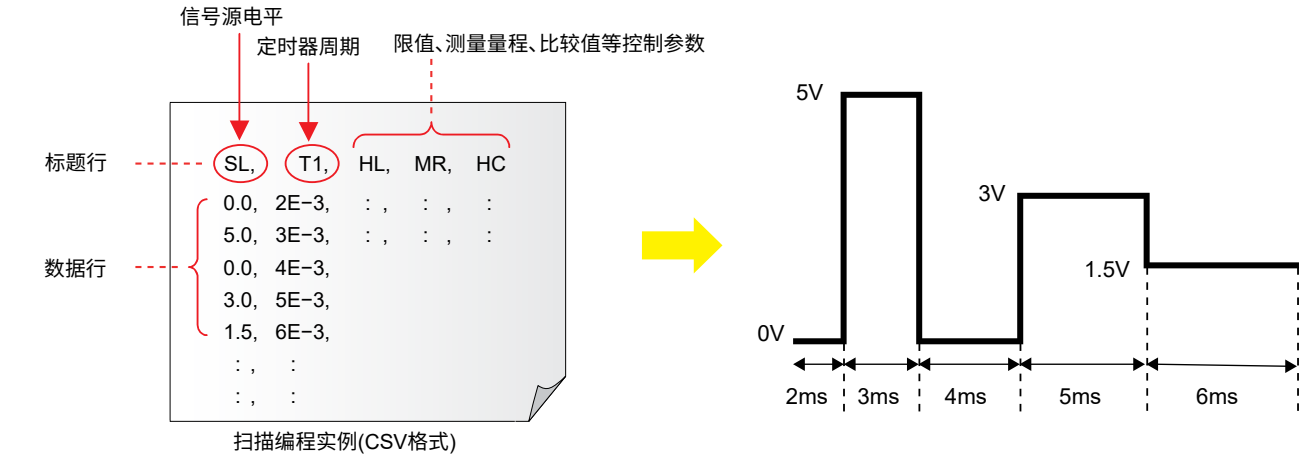 信号源电平
定时器周期
限值、测量量程、比较值等控制参数
标题行
SL, T1, HL, MR, HC
数据行
0.0, 2E−3, : , : , :
5.0, 3E−3, : , : , :
0.0, 4E−3,
3.0, 5E−3,
1.5, 6E−3,
: , :
: , :
扫描编程实例(CSV格式)
5V
3V
1.5V
0V
2ms 3ms 4ms 5ms 6ms